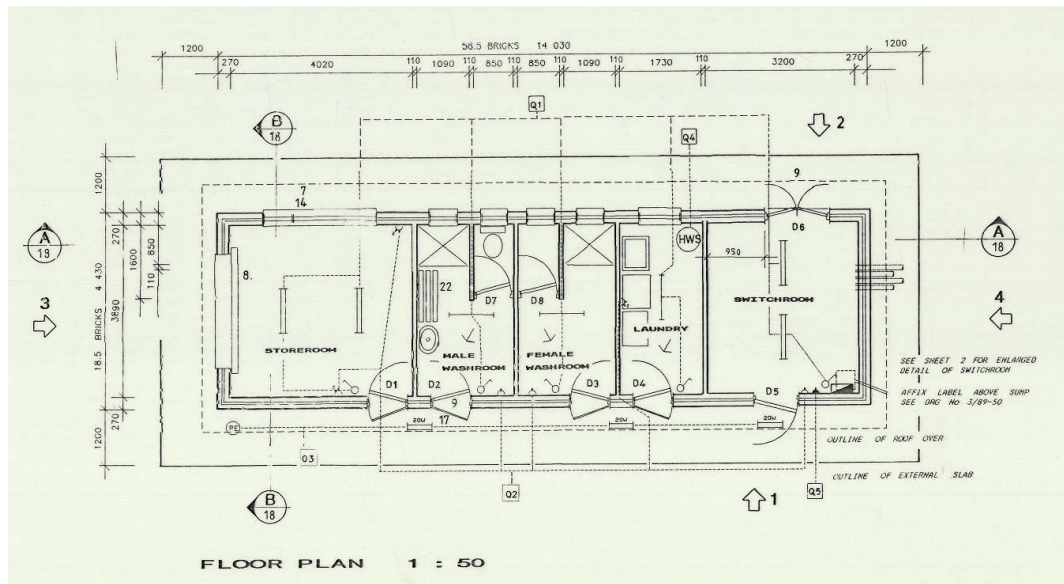 58.5 BRICKS 14 030
1200
1200
270 4020 110 1090 110 850 110 850 110 1090 110 1730 110 3200 270
Q1
B
18
2
Q4
7
14
9
D6
1200
270
850
1600
110
4 430
3890
18.5 BRICKS
270
1200
A
18
A
18
HWS
950
8.
22
D7
D8
3
4
SWITCHROOM
LAUNDRY
STOREROOM
MALE
WASHROOM
FEMALE
WASHROOM
SEE SHEET 2 FOR ENLARGED
DETAIL OF SWITCHROOM
D1
D2
D3
D4
D5
AFFIX LABEL ABOVE SUMP
SEE DRG No 3/89-50
9
17
20W
20W
20W
PE
OUTLINE OF ROOF OVER
Q3
OUTLINE OF EXTERNAL SLAB
Q2
Q5
B
18
1
FLOOR PLAN 1 : 50